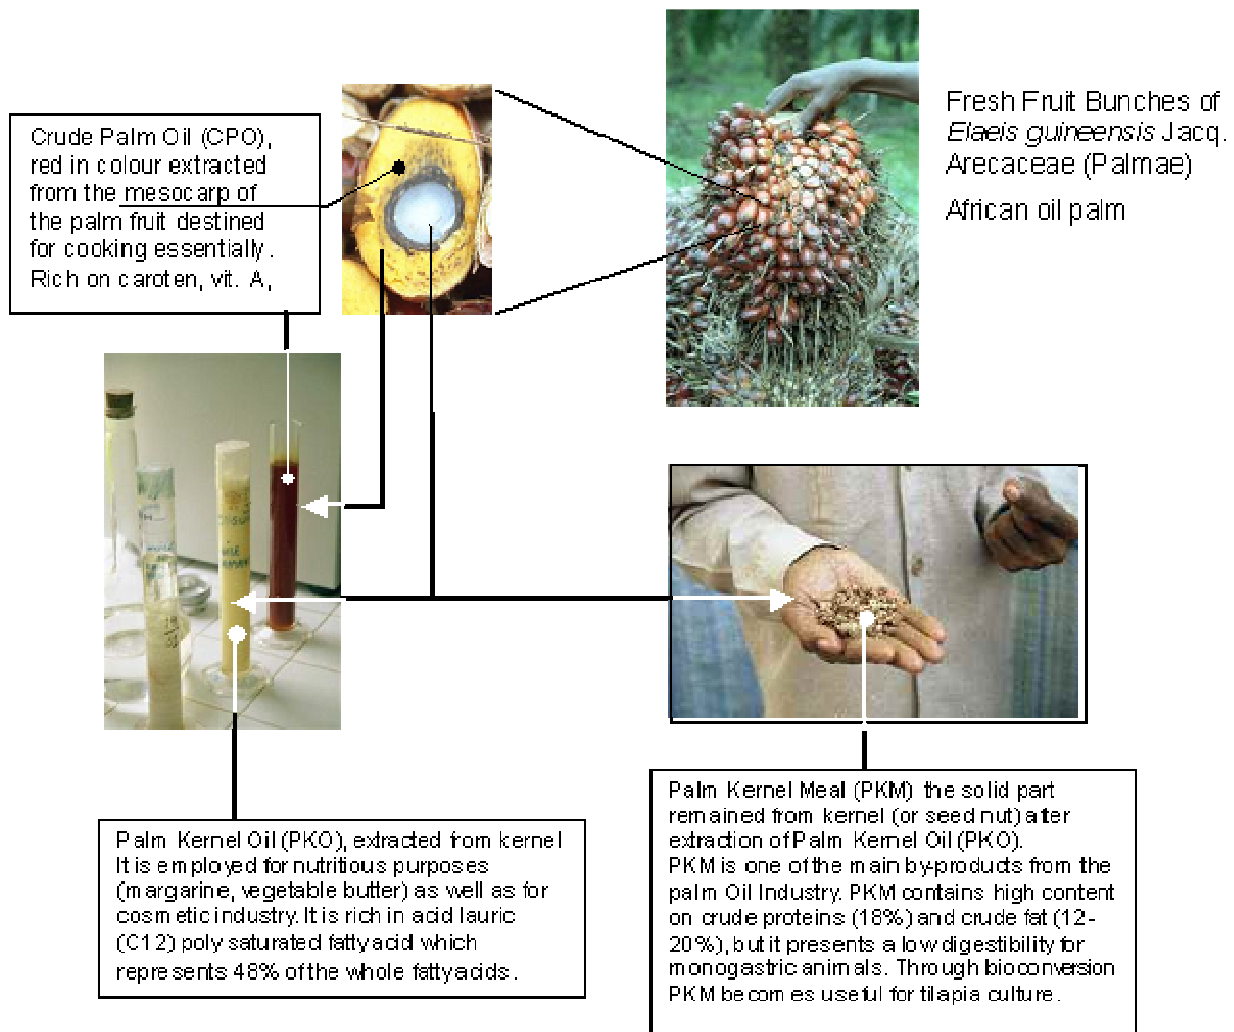 Fresh Fruit Bunches of
Elaeis guineensis Jacq.
Arecaceae (Palmae)
African oil palm
Crude Palm Oil (CPO),
red in colour extracted
from the mesocarp of
the palm fruit destined
for cooking essentially.
Rich on caroten, vit. A,
Palm Kernel Oil (PKO), extracted from kernel
It is employed for nutritious purposes
(margarine, vegetable butter) as well as for
cosmetic industry. It is rich in acid lauric
(C12) poly saturated fatty acid which
represents 48% of the whole fatty acids.
Palm Kernel Meal (PKM) the solid part
remained from kernel (or seed nut) after
extraction of Palm Kernel Oil (PKO).
PKM is one of the main by-products from the
palm Oil Industry. PKM contains high content
on crude proteins (18%) and crude fat (12-
20%), but it presents a low digestibility for
monogastric animals. Through bioconversion
PKM becomes useful for tilapia culture.